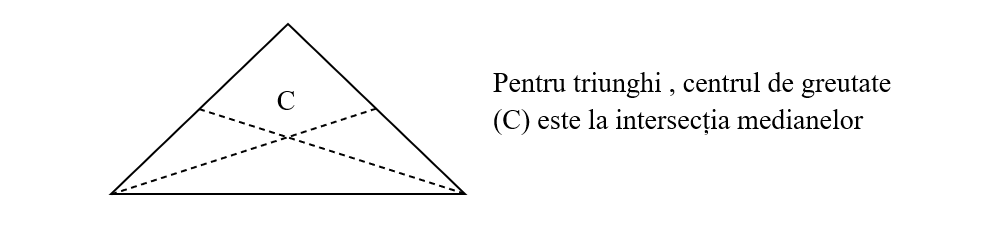 C
Pentru triunghi , centrul de greutate
(C) este la intersecția medianelor